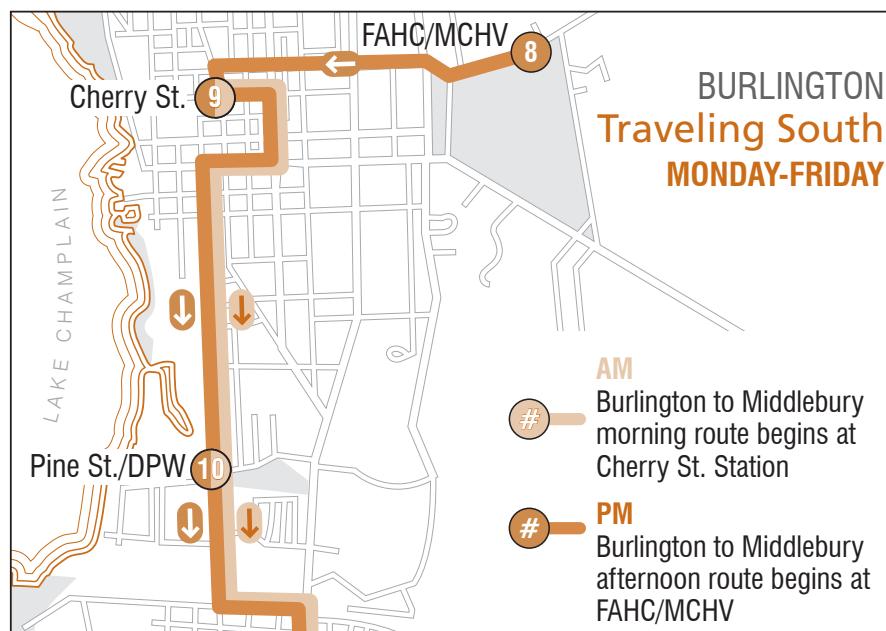 FAHC/MCHV
8
BURLINGTON
Traveling South
MONDAY-FRIDAY
Cherry St.
9
LAKE CHAMPLAIN
AM
Burlington to Middlebury
morning route begins at
Cherry St. Station
#
Pine St./DPW
10
PM
Burlington to Middlebury
afternoon route begins at
FAHC/MCHV
#